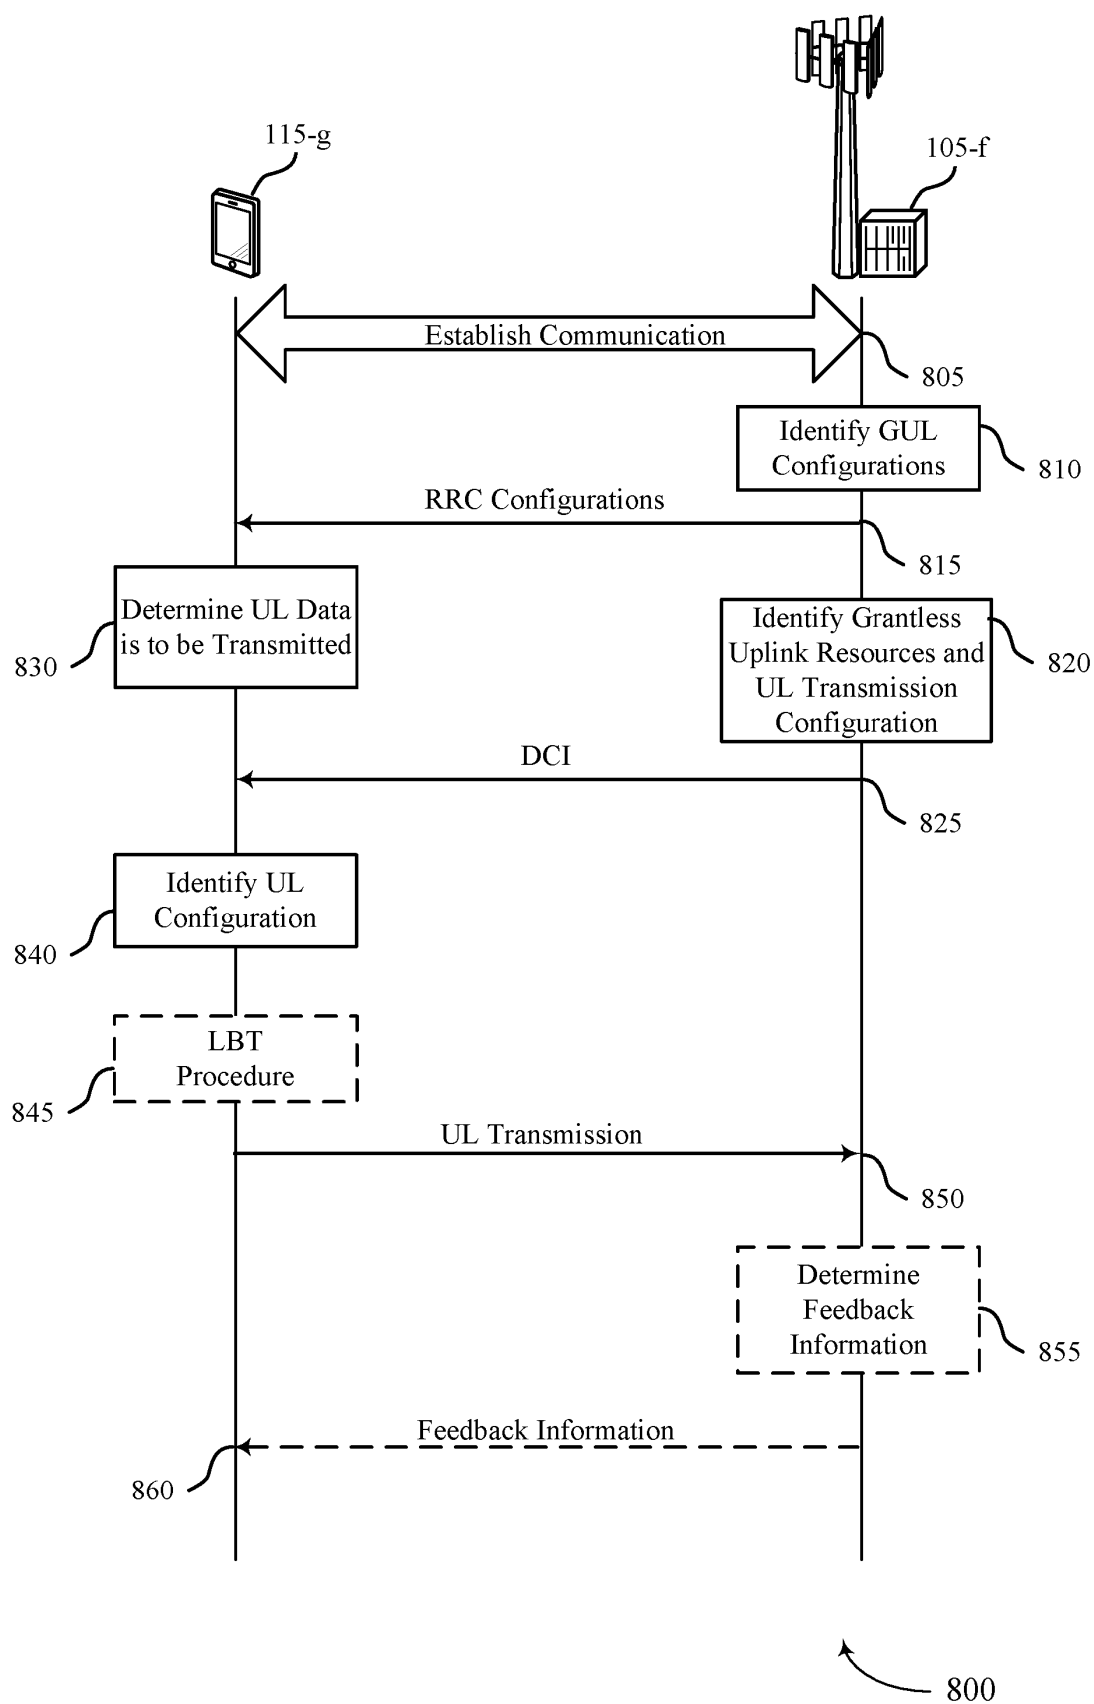 115-g
105-f
Establish Communication
805
Identify GUL
Configurations
810
RRC Configurations
815
Determine UL Data
is to be Transmitted
830
Identify Grantless
Uplink Resources and
UL Transmission
Configuration
820
DCI
825
Identify UL
Configuration
840
LBT
Procedure
845
UL Transmission
850
Determine
Feedback
Information
855
Feedback Information
860
800